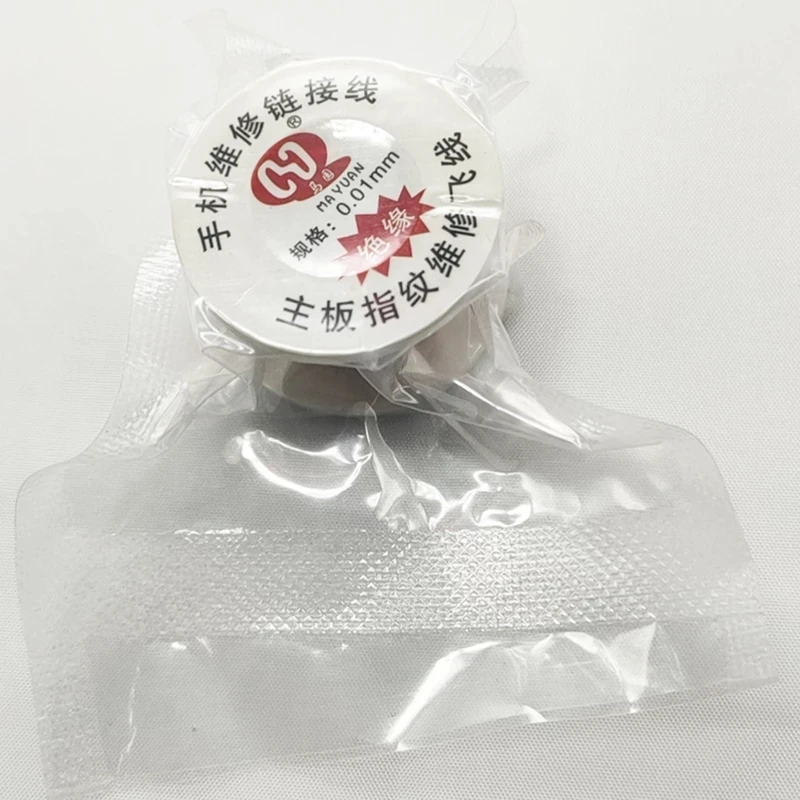 手机维修链接线
®
马圆
MAYUAN
规格：0.01mm
绝缘
主板指纹维修飞线